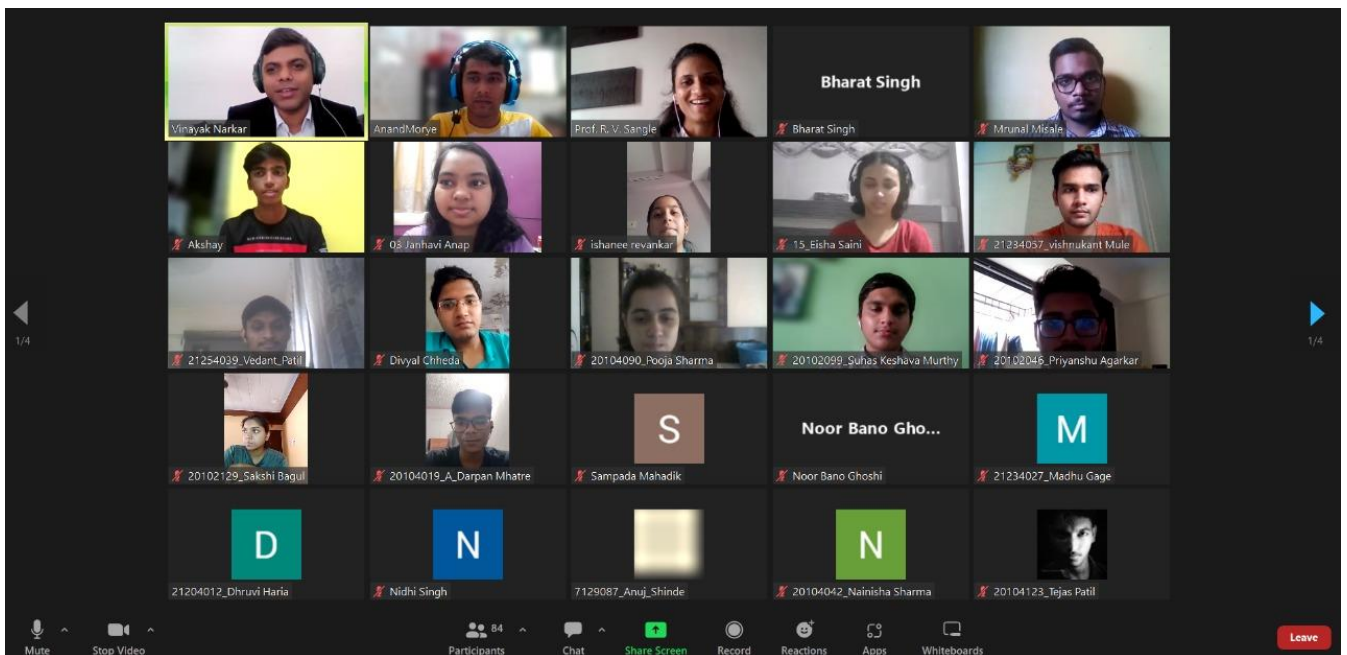 Vinayak Narkar
AnandMorye
Prof. R. V. Sangle
Bharat Singh
Bharat Singh
Mrunal Misale
Akshay
03 Janhavi Anap
ishanee revankar
15_Eisha Saini
21234057_vishnukant Mule
21254039_Vedant_Patil
Divyal Chheda
20104090_Pooja Sharma
20102099_Suhas Keshava Murthy
20102046_Priyanshu Agarkar
20102129_Sakshi Bagul
20104019_A_Darpan Mhatre
S
Sampada Mahadik
Noor Bano Gho...
Noor Bano Ghoshi
M
21234027_Madhu Gage
D
21204012_Dhruvi Haria
N
Nidhi Singh
7129087_Anuj_Shinde
N
20104042_Nainisha Sharma
20104123_Tejas Patil
1/4
1/4
Mute
Stop Video
84
Participants
Chat
Share Screen
Record
Reactions
Apps
Whiteboards
Leave